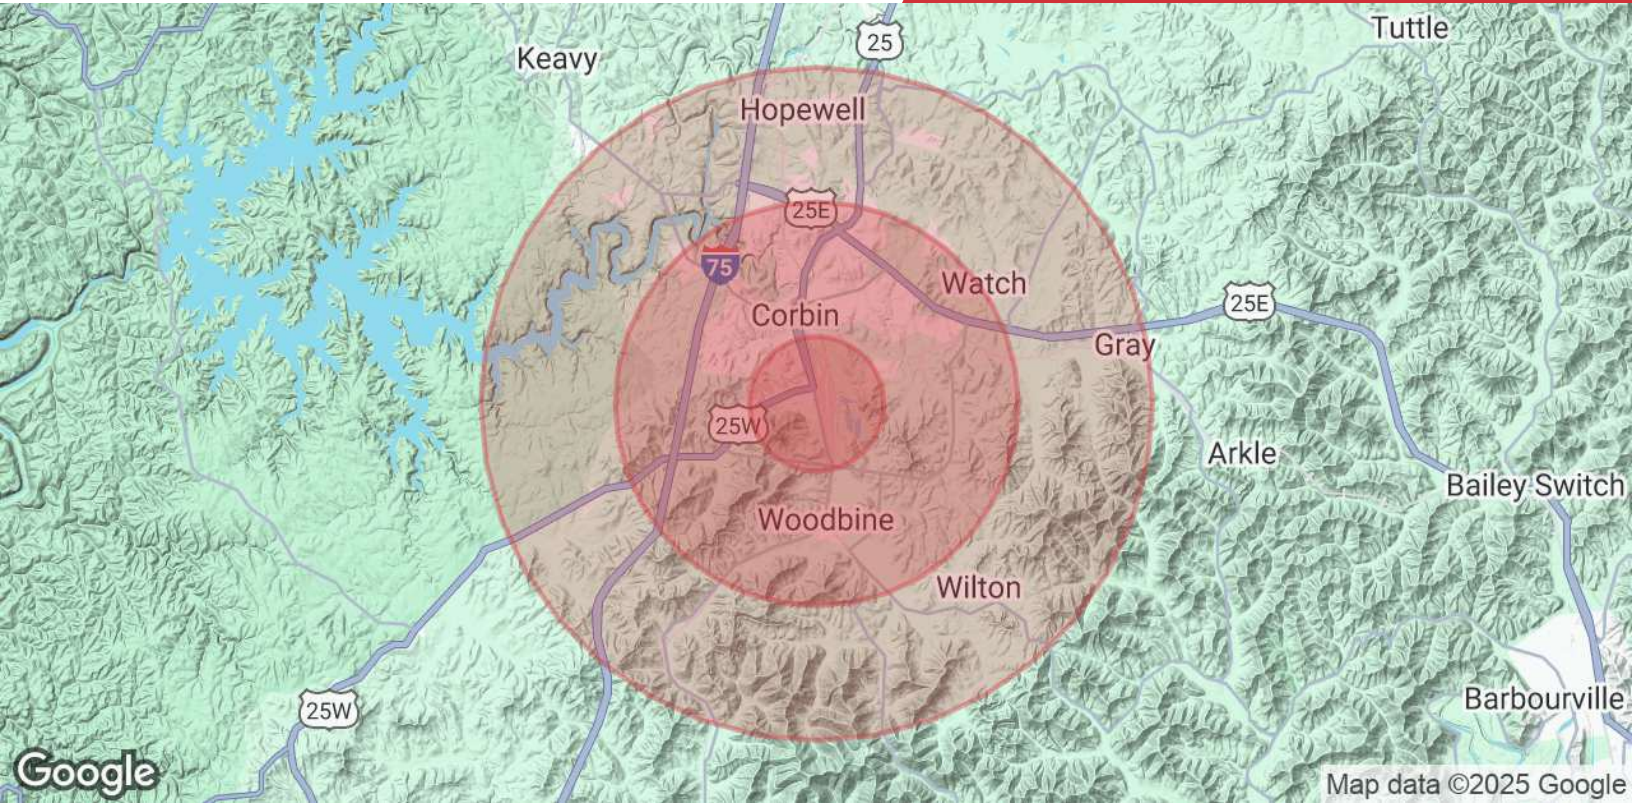 Tuttle
25
Keavy
Hopewell
25E
75
Watch
25E
Corbin
Gray
25W
Arkle
Bailey Switch
Woodbine
Wilton
Barbourville
25W
Google
Map data ©2025 Google